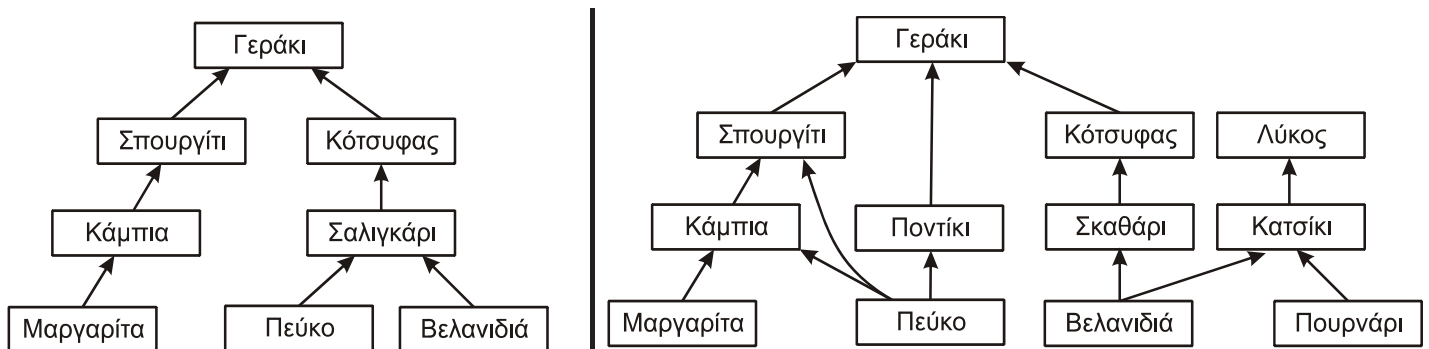 Γεράκι
Σπουργίτι Κότσυφας
Κάμπια Σαλιγκάρι
Μαργαρίτα Πεύκο Βελανιδιά
Γεράκι
Σπουργίτι Κότσυφας Λύκος
Κάμπια Ποντίκι Σκαθάρι Κατσίκι
Μαργαρίτα Πεύκο Βελανιδιά Πουρνάρι